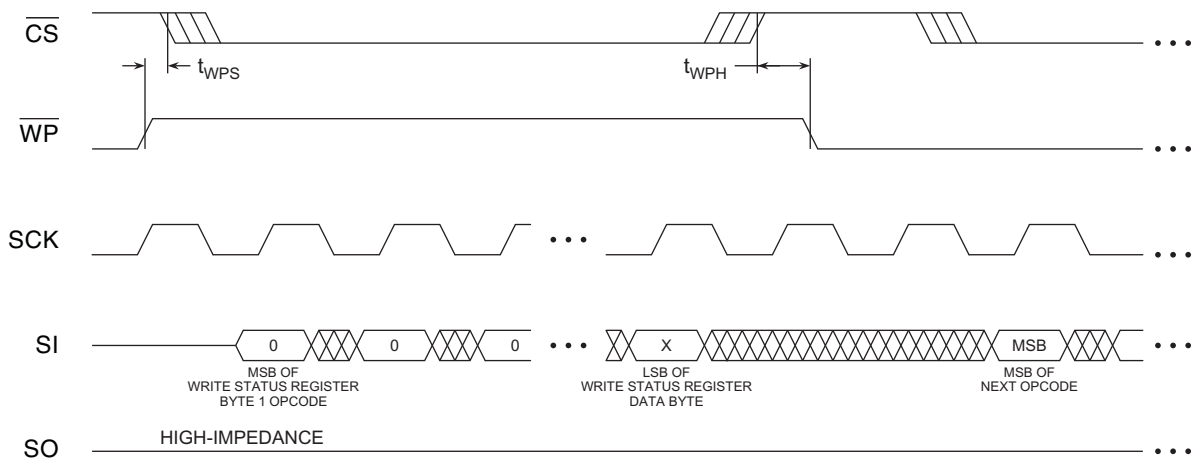 CS
tWPS
tWPH
• • •
WP
• • •
SCK
• • •
• • •
SI
0
0
0
• • •
X
MSB
• • •
MSB OF
WRITE STATUS REGISTER
BYTE 1 OPCODE
LSB OF
WRITE STATUS REGISTER
DATA BYTE
MSB OF
NEXT OPCODE
HIGH-IMPEDANCE
SO
• • •